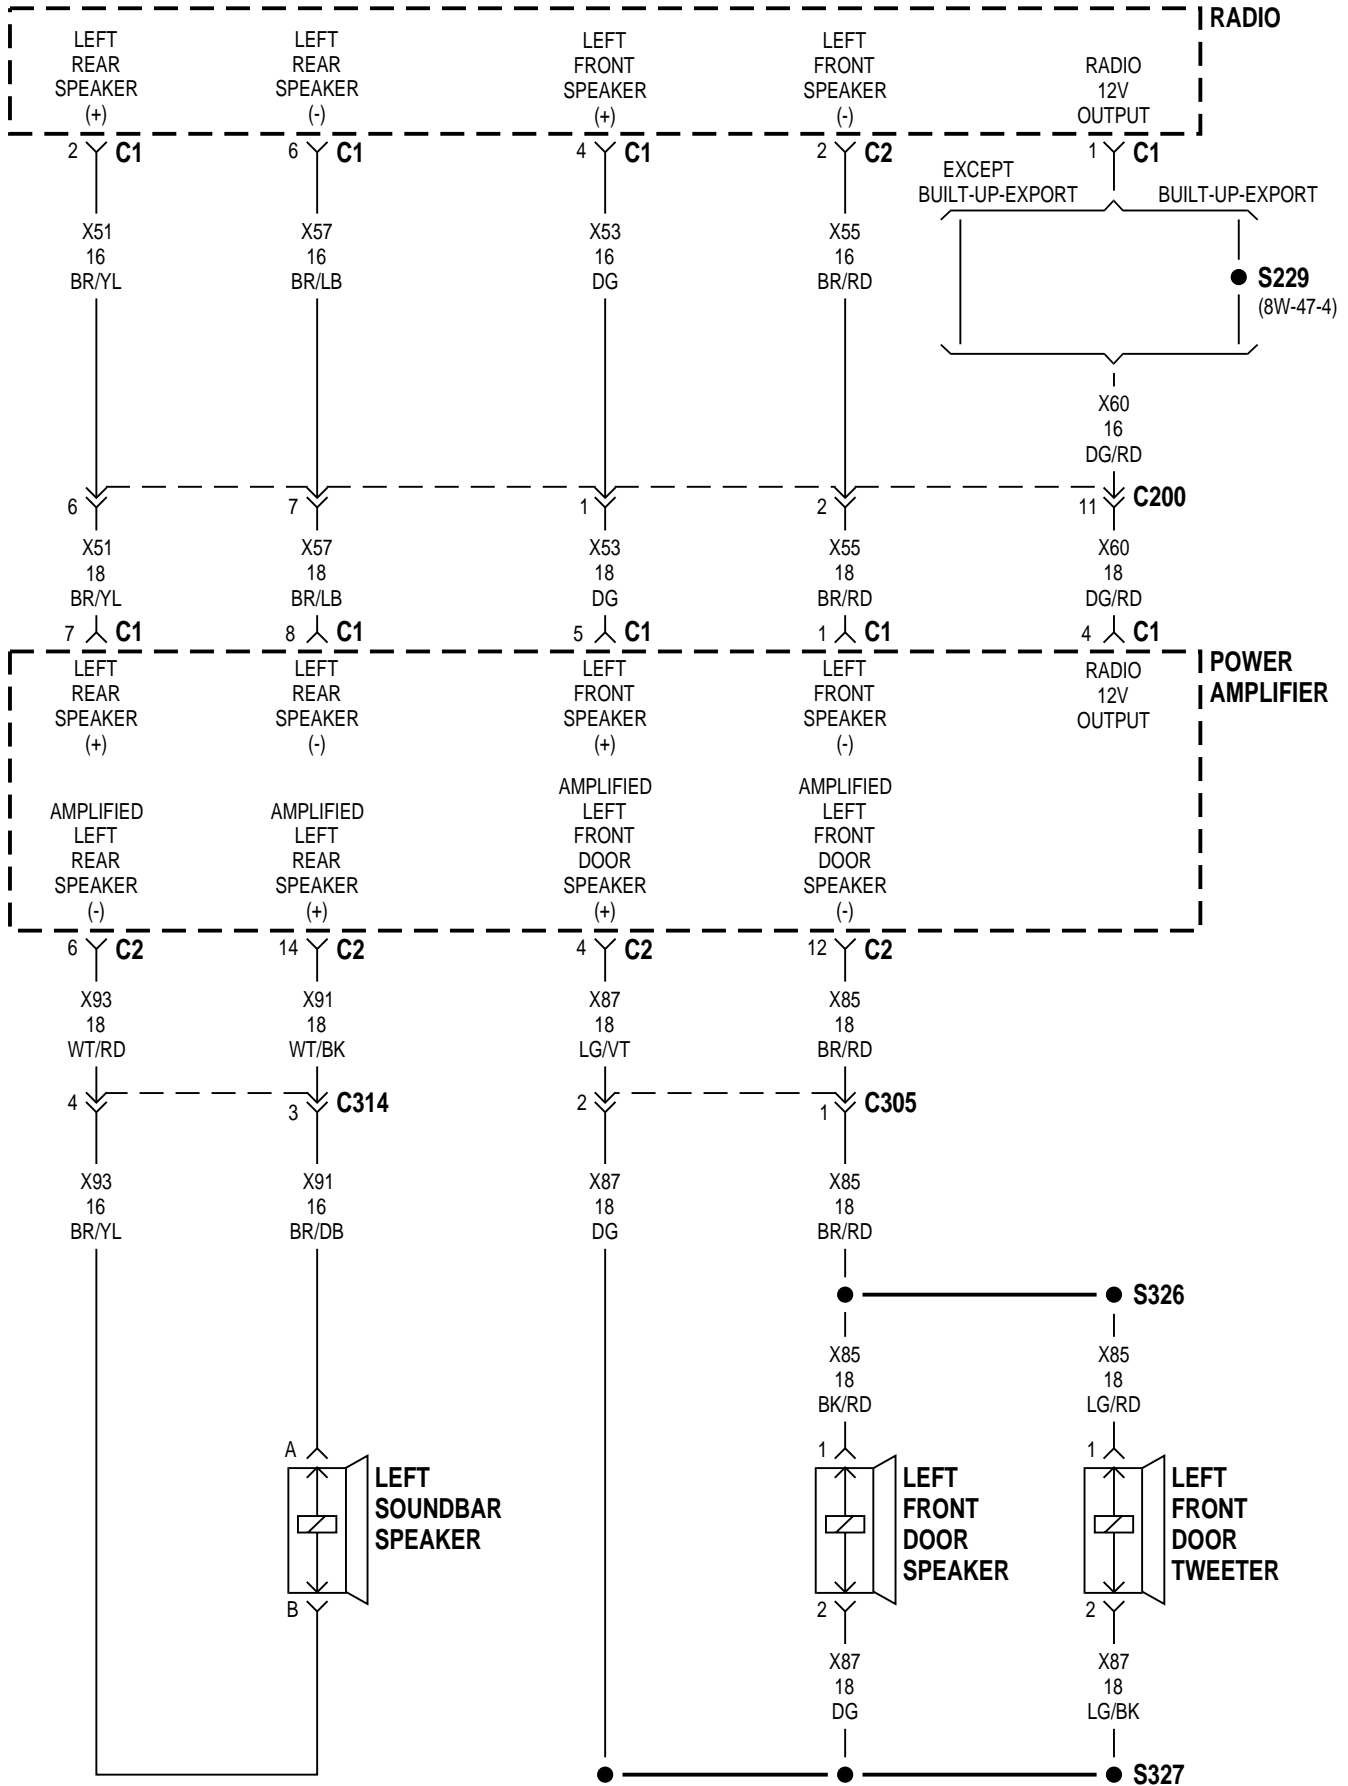 RADIO
LEFT REAR SPEAKER (+)
LEFT REAR SPEAKER (-)
LEFT FRONT SPEAKER (+)
LEFT FRONT SPEAKER (-)
RADIO 12V OUTPUT
2 C1
6 C1
4 C1
2 C2
1 C1
EXCEPT
BUILT-UP-EXPORT
BUILT-UP-EXPORT
X51
16
BR/YL
X57
16
BR/LB
X53
16
DG
X55
16
BR/RD
S229
(8W-47-4)
X60
16
DG/RD
6
7
1
2
11
C200
X51
18
BR/YL
X57
18
BR/LB
X53
18
DG
X55
18
BR/RD
X60
18
DG/RD
7 C1
8 C1
5 C1
1 C1
4 C1
POWER
AMPLIFIER
LEFT
REAR
SPEAKER
(+)
LEFT
REAR
SPEAKER
(-)
LEFT
FRONT
SPEAKER
(+)
LEFT
FRONT
SPEAKER
(-)
RADIO
12V
OUTPUT
AMPLIFIED
LEFT
REAR
SPEAKER
(-)
AMPLIFIED
LEFT
REAR
SPEAKER
(+)
AMPLIFIED
LEFT
FRONT
DOOR
SPEAKER
(+)
AMPLIFIED
LEFT
FRONT
DOOR
SPEAKER
(-)
6 C2
14 C2
4 C2
12 C2
X93
18
WT/RD
X91
18
WT/BK
X87
18
LG/VT
X85
18
BR/RD
4
3
C314
2
1
C305
X93
16
BR/YL
X91
16
BR/DB
X87
18
DG
X85
18
BR/RD
S326
X85
18
BK/RD
X85
18
LG/RD
A
1
1
LEFT
SOUNDBAR
SPEAKER
LEFT
FRONT
DOOR
SPEAKER
LEFT
FRONT
DOOR
TWEETER
B
2
2
X87
18
DG
X87
18
LG/BK
S327